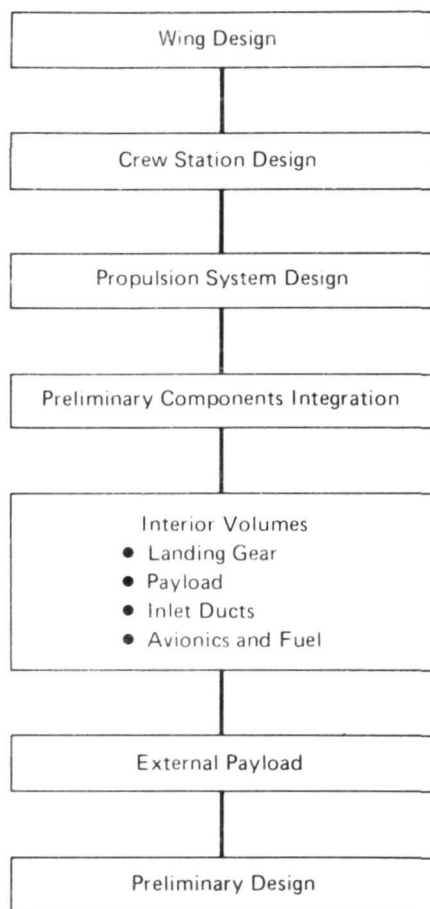 Wing Design
Crew Station Design
Propulsion System Design
Preliminary Components Integration
Interior Volumes
● Landing Gear
● Payload
● Inlet Ducts
● Avionics and Fuel
External Payload
Preliminary Design